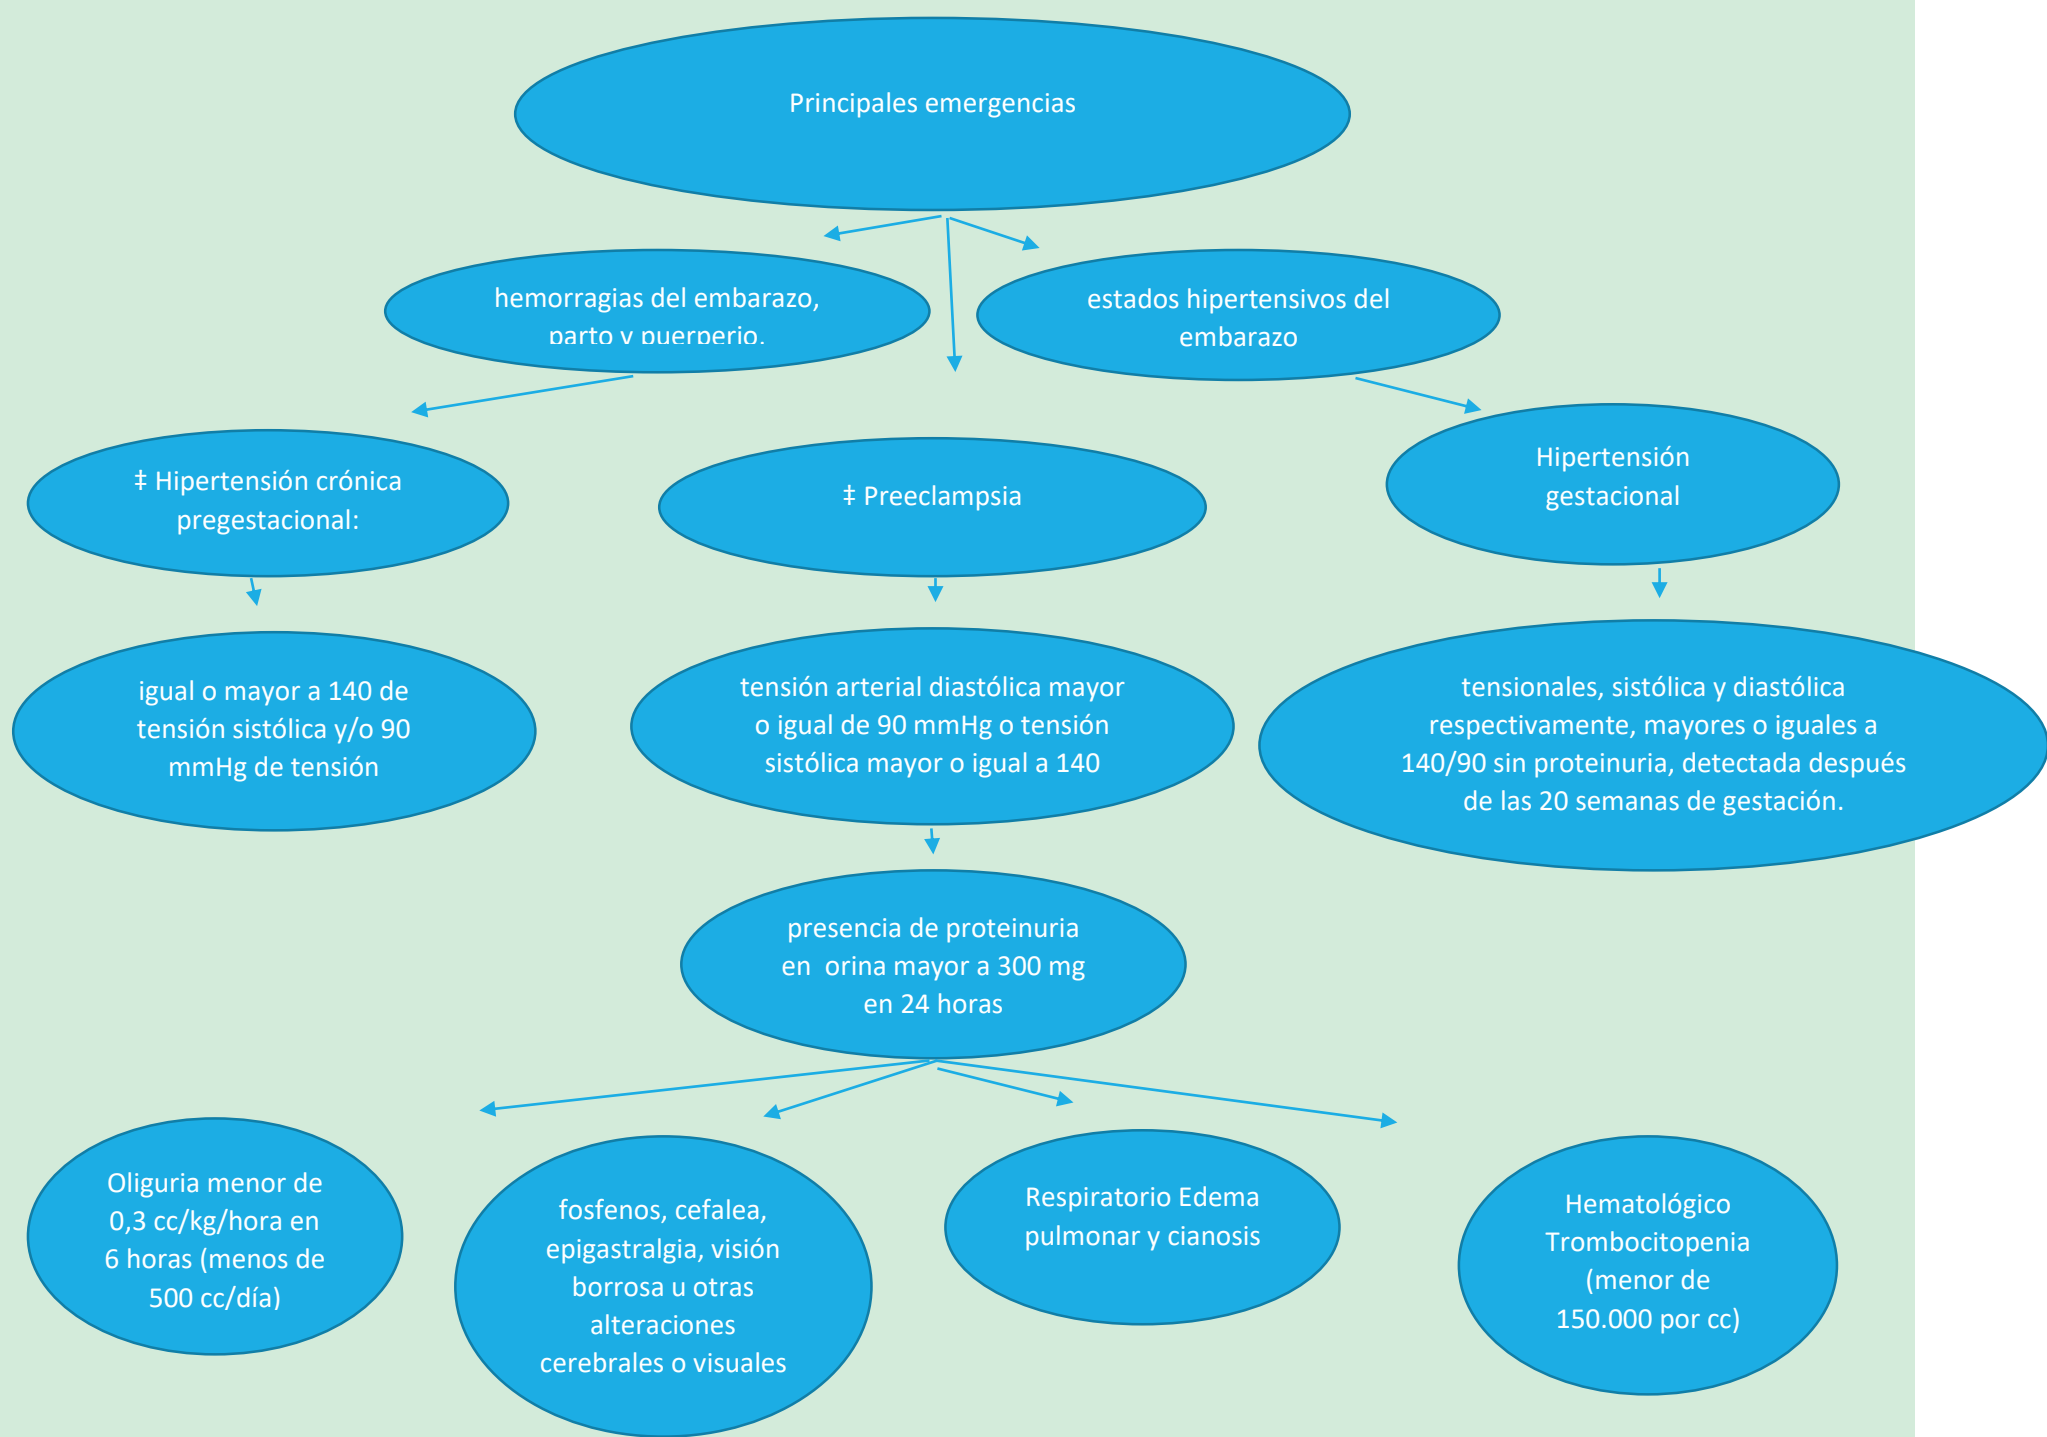 Principales emergencias
hemorragias del embarazo,
parto y puerperio.
estados hipertensivos del
embarazo
‡ Hipertensión crónica
pregestacional:
‡ Preeclampsia
Hipertensión
gestacional
igual o mayor a 140 de
tensión sistólica y/o 90
mmHg de tensión
tensión arterial diastólica mayor
o igual de 90 mmHg o tensión
sistólica mayor o igual a 140
tensionales, sistólica y diastólica
respectivamente, mayores o iguales a
140/90 sin proteinuria, detectada después
de las 20 semanas de gestación.
presencia de proteinuria
en orina mayor a 300 mg
en 24 horas
Oliguria menor de
0,3 cc/kg/hora en
6 horas (menos de
500 cc/día)
fosfenos, cefalea,
epigastralgia, visión
borrosa u otras
alteraciones
cerebrales o visuales
Respiratorio Edema
pulmonar y cianosis
Hematológico
Trombocitopenia
(menor de
150.000 por cc)